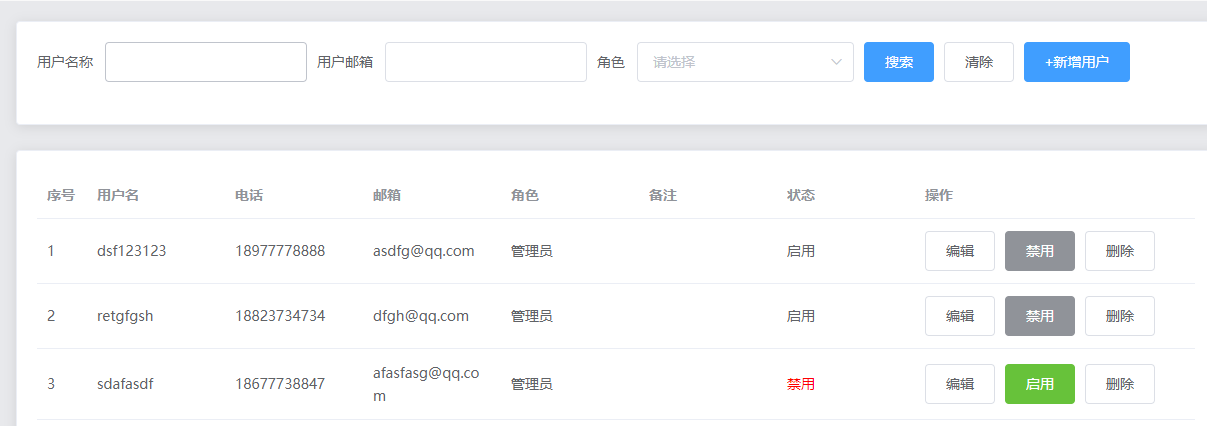 用户名称 用户邮箱 角色 请选择 搜索 清除 +新增用户
序号 用户名 电话 邮箱 角色 备注 状态 操作
1 dsf123123 18977778888 asdfg@qq.com 管理员 启用 编辑 禁用 删除
2 retgfgsh 18823734734 dfgh@qq.com 管理员 启用 编辑 禁用 删除
3 sdafasdf 18677738847 afasfasg@qq.co 管理员 禁用 编辑 启用 删除
m